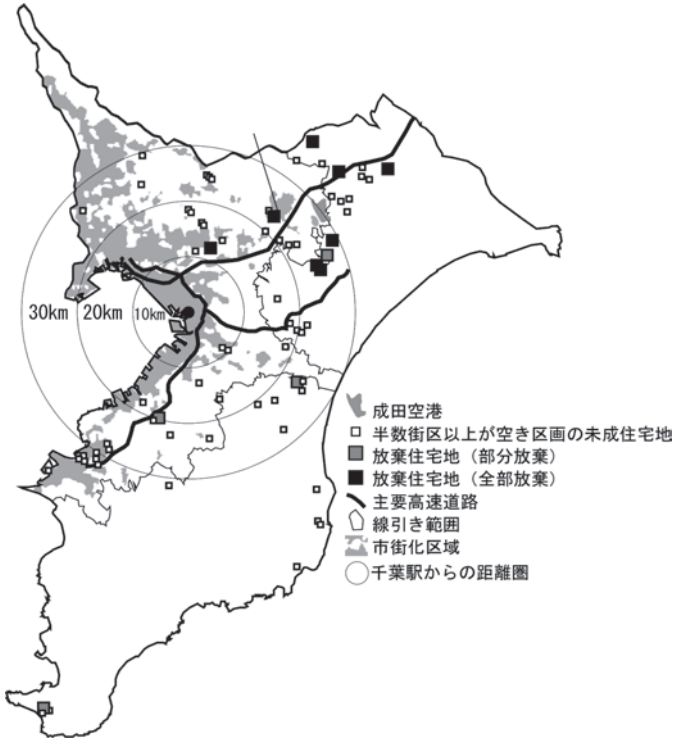 30km 20km 10km
成田空港
半数街区以上が空き区画の未成住宅地
放棄住宅地（部分放棄）
放棄住宅地（全部放棄）
主要高速道路
線引き範囲
市街化区域
千葉駅からの距離圏